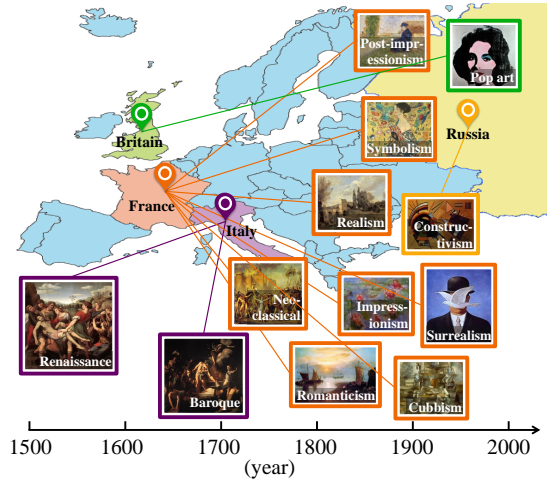 Post-impr-
essionism
Pop art
Britain
Russia
Symbolism
France
Realism
Construc-
tivism
Italy
Neo-
classical
Impress-
ionism
Surrealism
Renaissance
Baroque
Romanticism
Cubbism
1500 1600 1700 1800 1900 2000
(year)